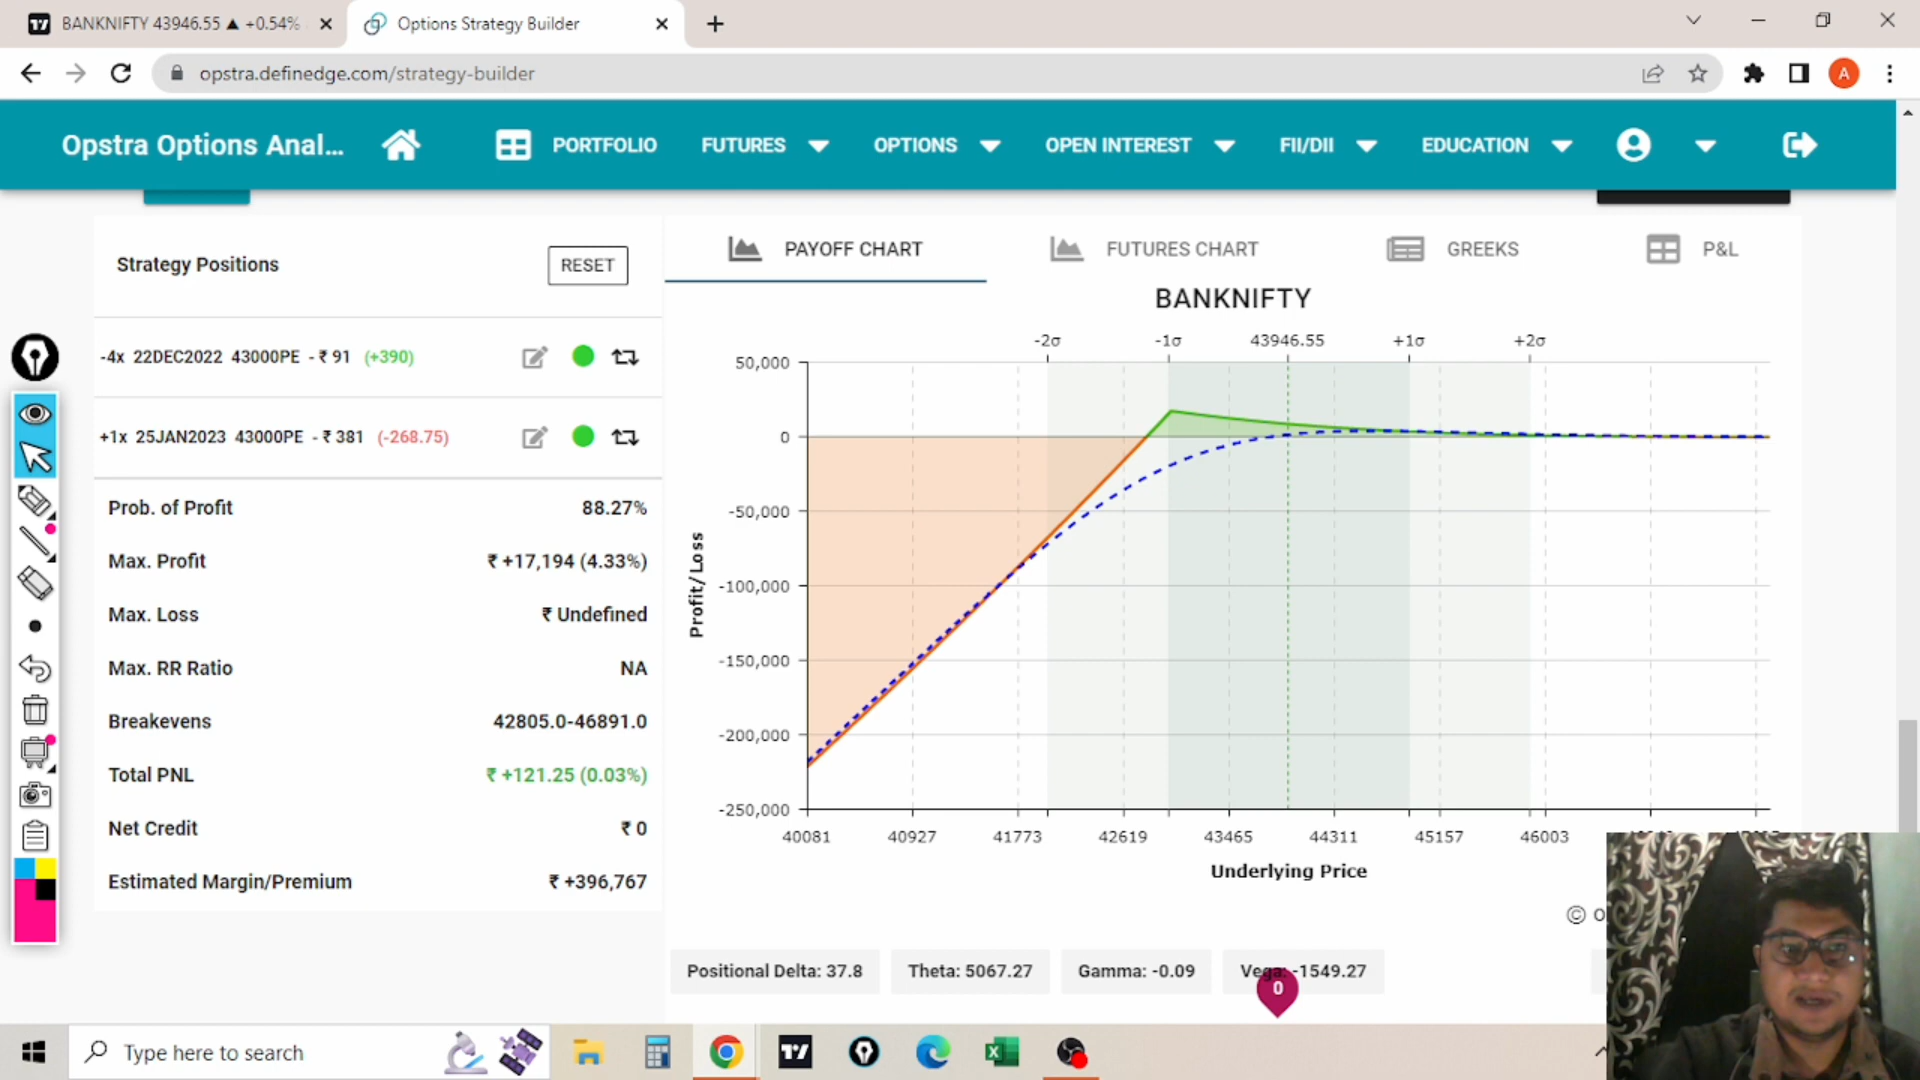 BANKNIFTY 43946.55 ▲ +0.54%
Options Strategy Builder
opstra.definedge.com/strategy-builder
A
Opstra Options Anal...
PORTFOLIO
FUTURES
OPTIONS
OPEN INTEREST
FII/DII
EDUCATION
Strategy Positions
RESET
PAYOFF CHART
FUTURES CHART
GREEKS
P&L
-4x 22DEC2022 43000PE - ₹ 91 (+390)
+1x 25JAN2023 43000PE - ₹ 381 (-268.75)
Prob. of Profit 88.27%
Max. Profit ₹ +17,194 (4.33%)
Max. Loss ₹ Undefined
Max. RR Ratio NA
Breakevens 42805.0-46891.0
Total PNL ₹ +121.25 (0.03%)
Net Credit ₹ 0
Estimated Margin/Premium ₹ +396,767
BANKNIFTY
-2σ -1σ 43946.55 +1σ +2σ
50,000
0
-50,000
-100,000
-150,000
-200,000
-250,000
Profit/Loss
40081 40927 41773 42619 43465 44311 45157 46003
Underlying Price
©
Positional Delta: 37.8
Theta: 5067.27
Gamma: -0.09
Vega: -1549.27
0
Type here to search